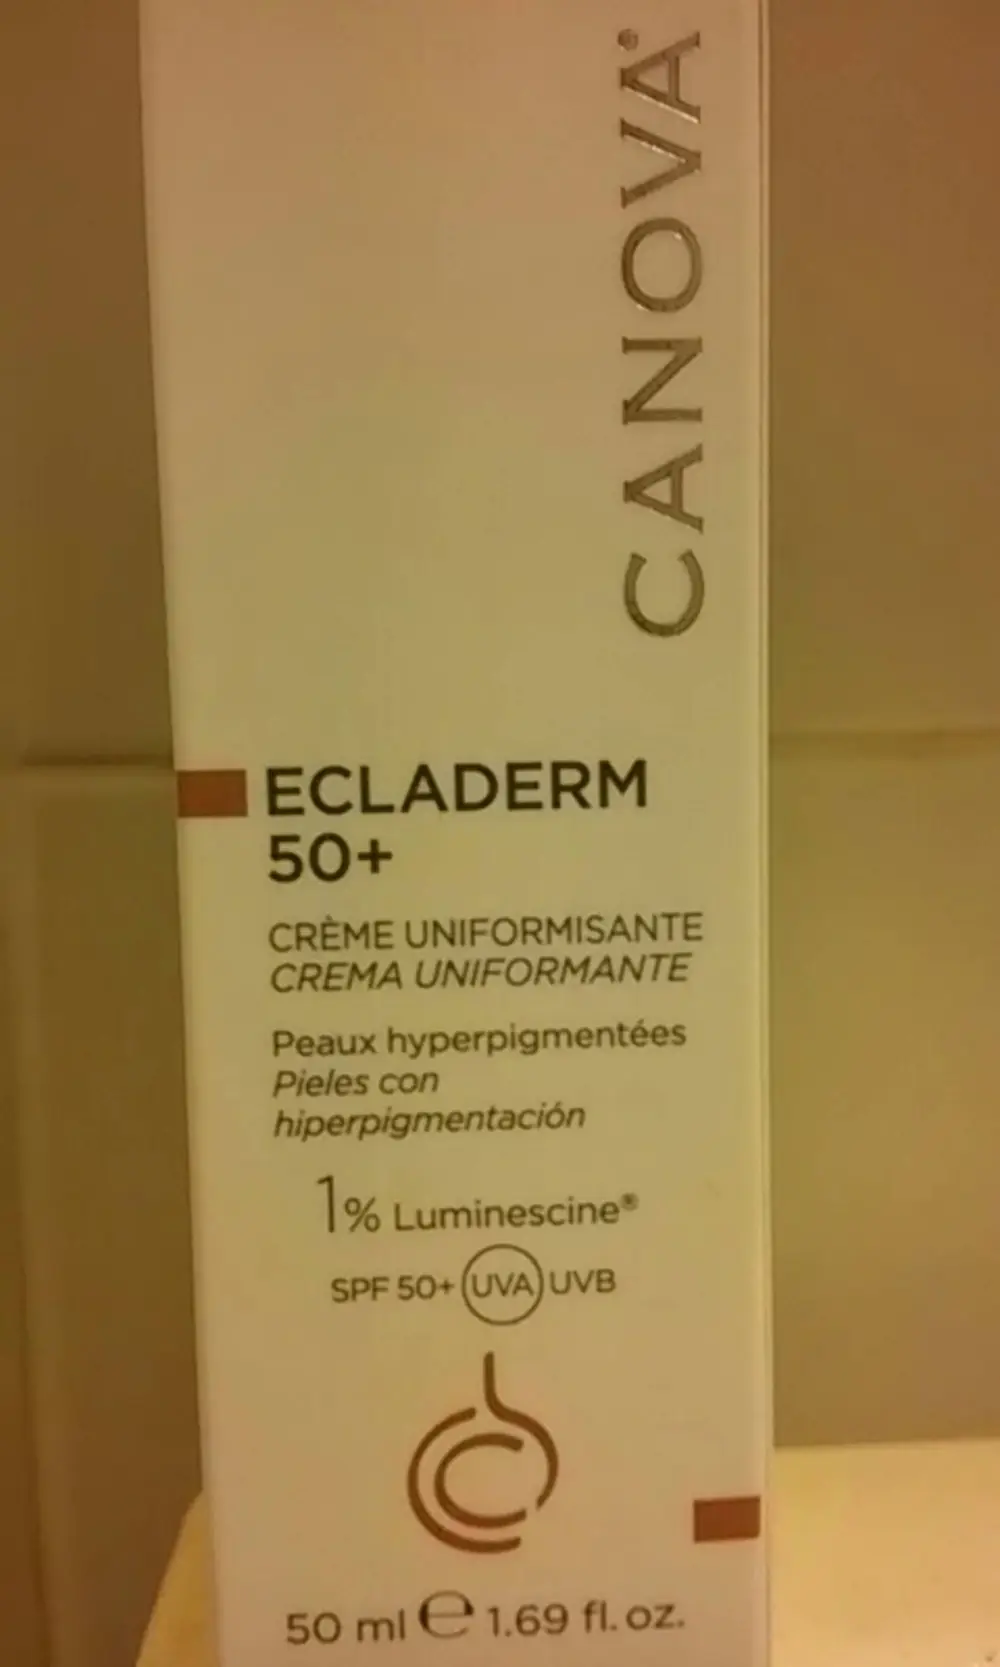 CANOVA®
ECLADERM
50+
CRÈME UNIFORMISANTE
CREMA UNIFORMANTE
Peaux hyperpigmentées
Pieles con
hiperpigmentación
1% Luminescine®
SPF 50+ UVA UVB
50 ml ℮ 1.69 fl. oz.